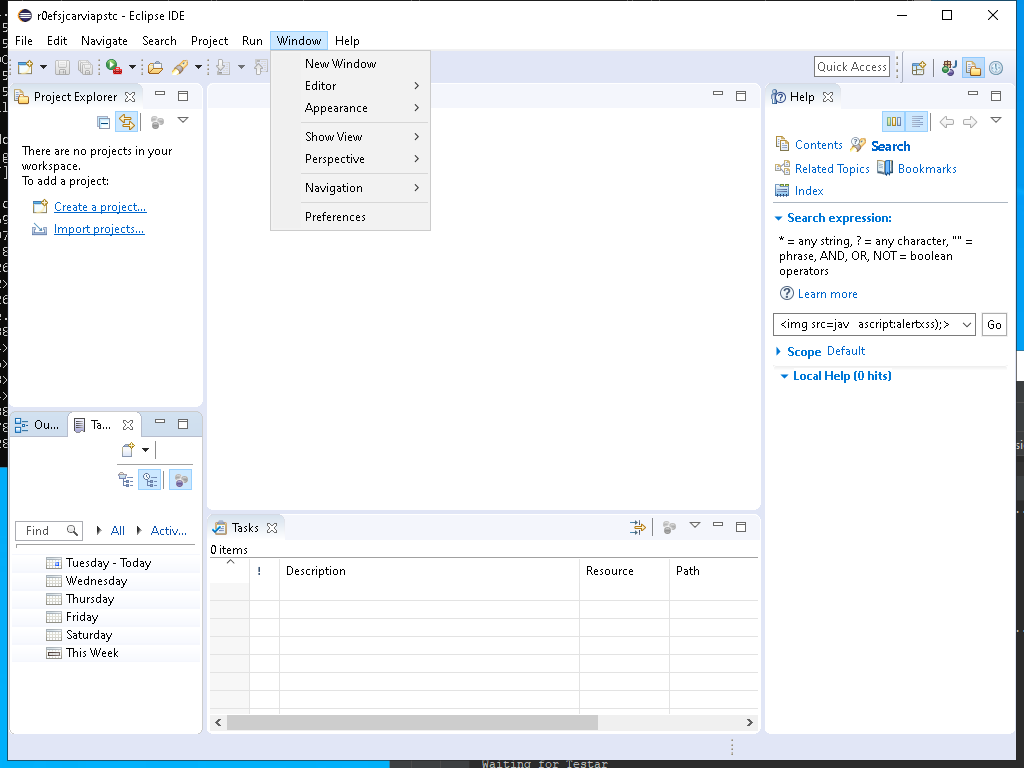 r0efsjcarviapstc - Eclipse IDE
File Edit Navigate Search Project Run Window Help
New Window
Editor
Appearance
Show View
Perspective
Navigation
Preferences
Quick Access
Project Explorer
There are no projects in your
workspace.
To add a project:
Create a project...
Import projects...
Help
Contents Search
Related Topics Bookmarks
Index
Search expression:
* = any string, ? = any character, "" =
phrase, AND, OR, NOT = boolean
operators
Learn more
<img src=jav ascript:alertxss);>
Go
Scope Default
Local Help (0 hits)
Ou... Ta...
Find All Activ...
Tuesday - Today
Wednesday
Thursday
Friday
Saturday
This Week
Tasks
0 items
! Description Resource Path
Waiting for Testar